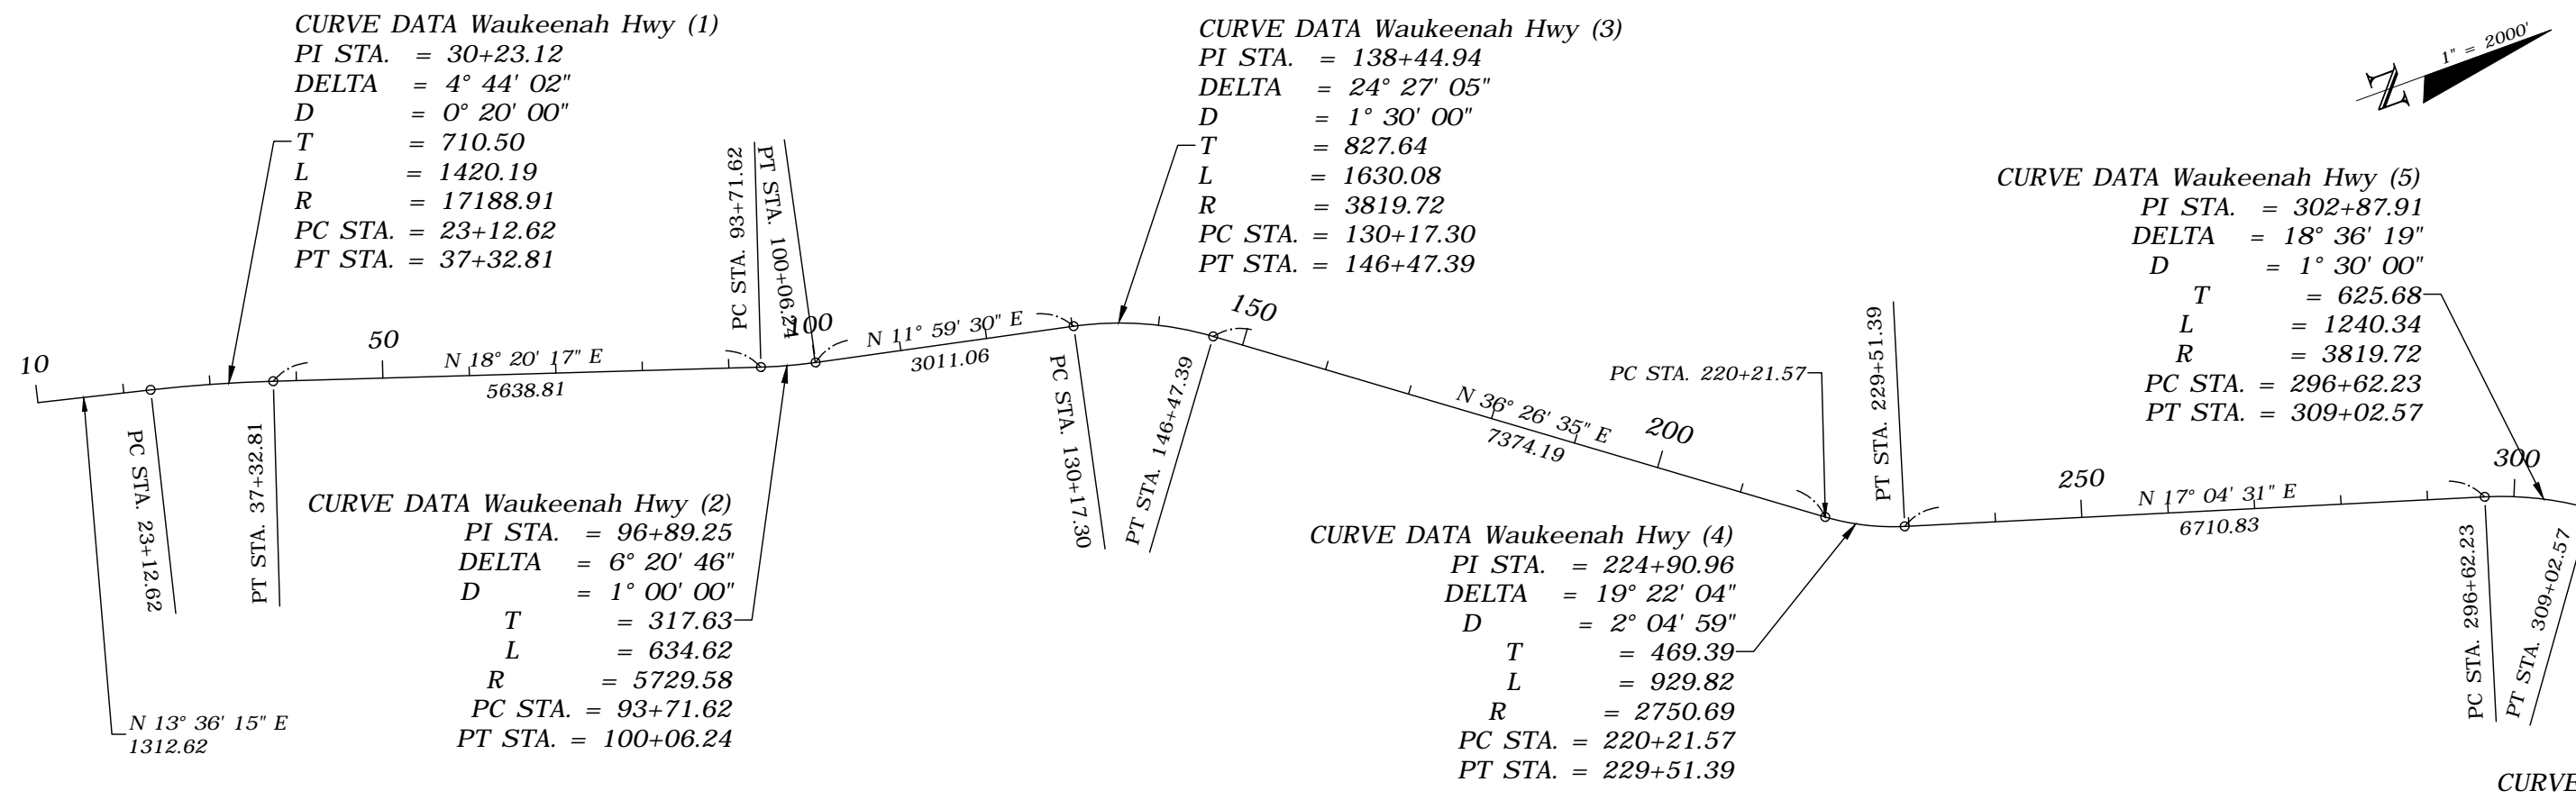 CURVE DATA Waukeenah Hwy (1)
PI STA. = 30+23.12
DELTA = 4° 44' 02"
D = 0° 20' 00"
T = 710.50
L = 1420.19
R = 17188.91
PC STA. = 23+12.62
PT STA. = 37+32.81
CURVE DATA Waukeenah Hwy (3)
PI STA. = 138+44.94
DELTA = 24° 27' 05"
D = 1° 30' 00"
T = 827.64
L = 1630.08
R = 3819.72
PC STA. = 130+17.30
PT STA. = 146+47.39
N
1" = 2000'
CURVE DATA Waukeenah Hwy (5)
PI STA. = 302+87.91
DELTA = 18° 36' 19"
D = 1° 30' 00"
T = 625.68
L = 1240.34
R = 3819.72
PC STA. = 296+62.23
PT STA. = 309+02.57
PC STA. 93+71.62
PT STA. 100+06.24
10
50
100
150
200
250
300
N 18° 20' 17" E
5638.81
N 11° 59' 30" E
3011.06
N 36° 26' 35" E
7374.19
N 17° 04' 31" E
6710.83
PC STA. 220+21.57
PT STA. 229+51.39
PC STA. 23+12.62
PT STA. 37+32.81
PC STA. 130+17.30
PT STA. 146+47.39
PC STA. 296+62.23
PT STA. 309+02.57
CURVE DATA Waukeenah Hwy (2)
PI STA. = 96+89.25
DELTA = 6° 20' 46"
D = 1° 00' 00"
T = 317.63
L = 634.62
R = 5729.58
PC STA. = 93+71.62
PT STA. = 100+06.24
CURVE DATA Waukeenah Hwy (4)
PI STA. = 224+90.96
DELTA = 19° 22' 04"
D = 2° 04' 59"
T = 469.39
L = 929.82
R = 2750.69
PC STA. = 220+21.57
PT STA. = 229+51.39
N 13° 36' 15" E
1312.62
CURVE